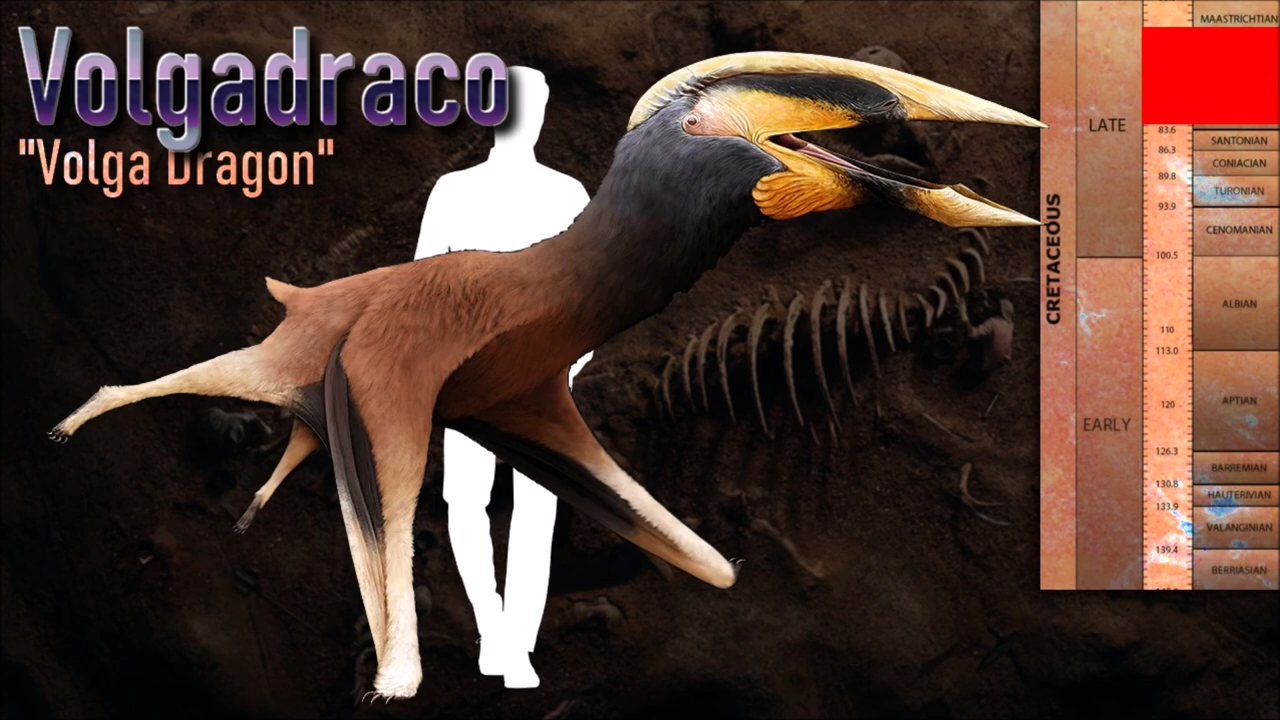 Volgadraco
"Volga Dragon"
MAASTRICHTIAN
83.6
SANTONIAN
86.3
CONIACIAN
89.8
TURONIAN
93.9
CENOMANIAN
100.5
ALBIAN
110
113.0
120
APTIAN
126.3
BARREMIAN
130.8
HAUTERIVIAN
133.9
VALANGINIAN
139.4
BERRIASIAN
LATE
EARLY
CRETACEOUS